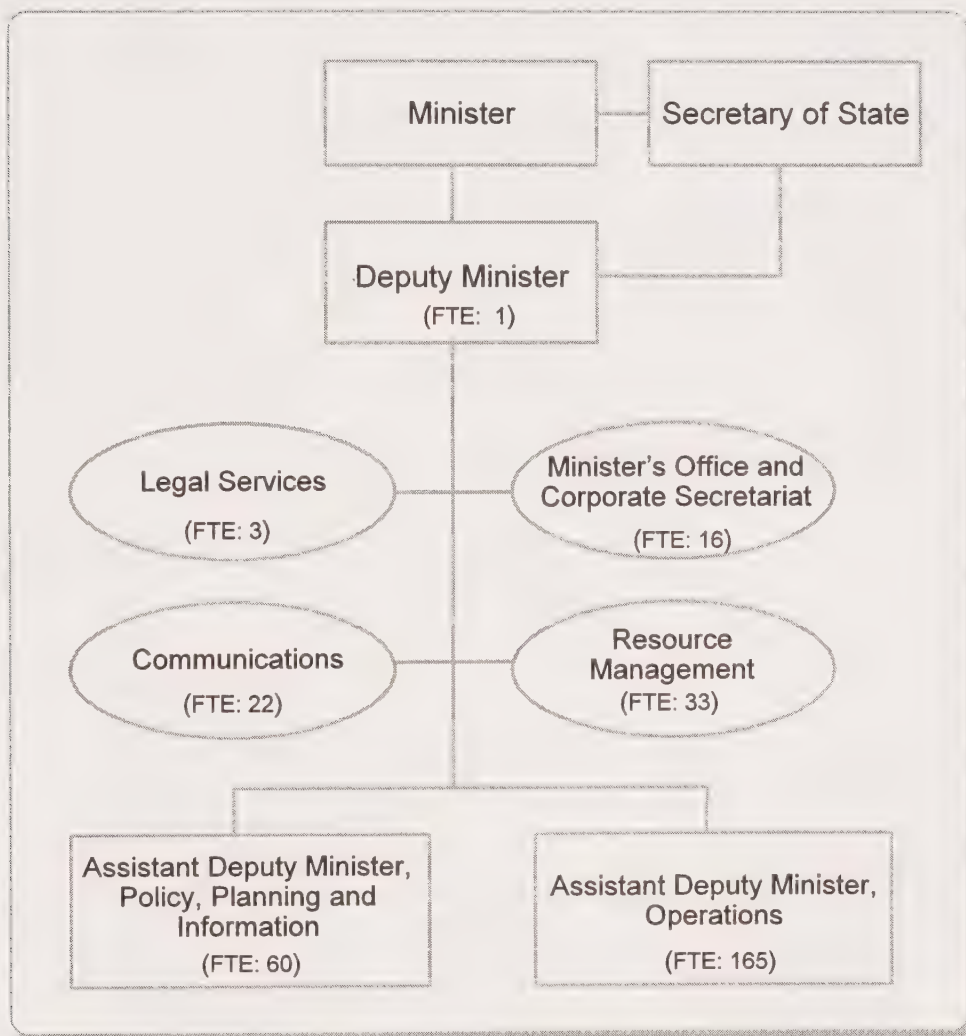 Minister
Secretary of State
Deputy Minister
(FTE: 1)
Legal Services
(FTE: 3)
Minister's Office and
Corporate Secretariat
(FTE: 16)
Communications
(FTE: 22)
Resource
Management
(FTE: 33)
Assistant Deputy Minister,
Policy, Planning and
Information
(FTE: 60)
Assistant Deputy Minister,
Operations
(FTE: 165)